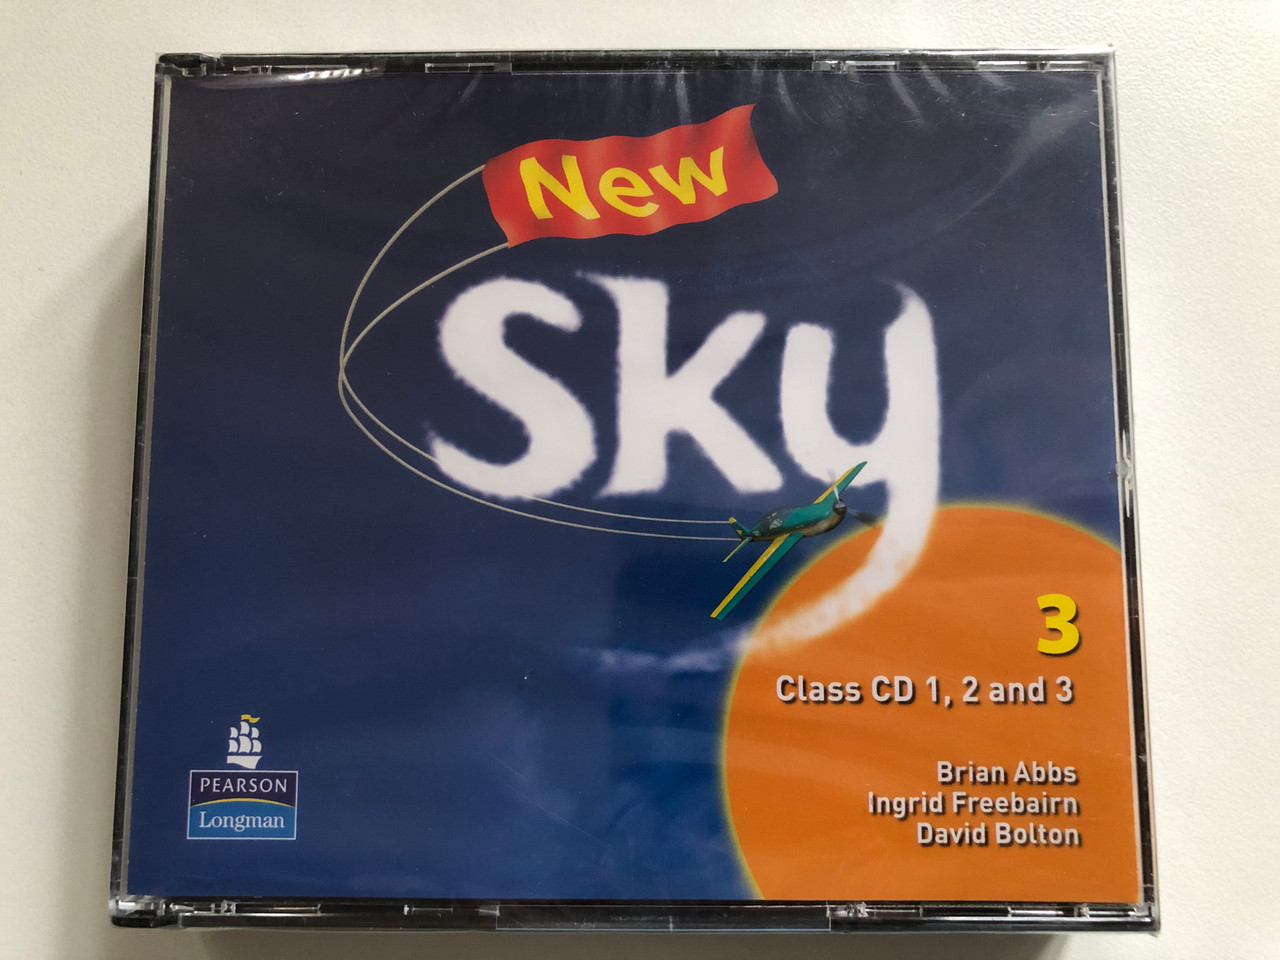 New
Sky
3
Class CD 1, 2 and 3
Brian Abbs
Ingrid Freebairn
David Bolton
PEARSON
Longman